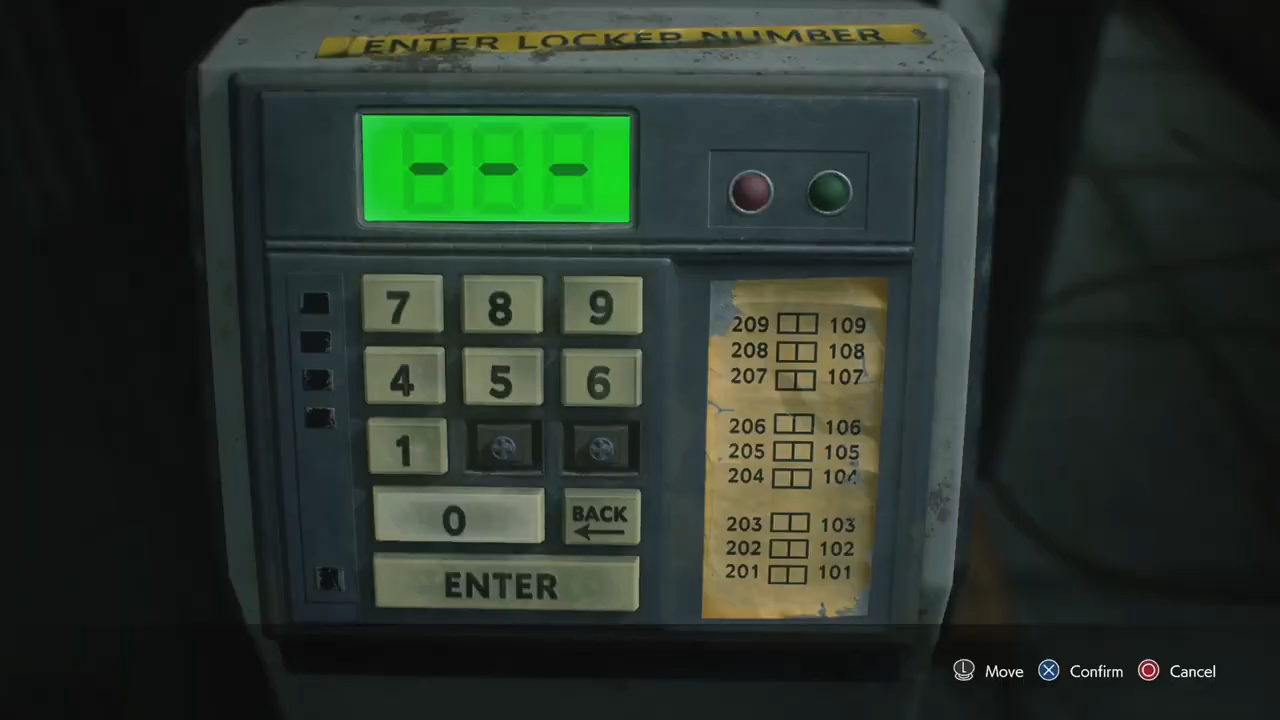 ENTER LOCKER NUMBER
- - -
7 8 9
4 5 6
1
0 BACK
ENTER
209 109
208 108
207 107
206 106
205 105
204 104
203 103
202 102
201 101
L Move Confirm Cancel